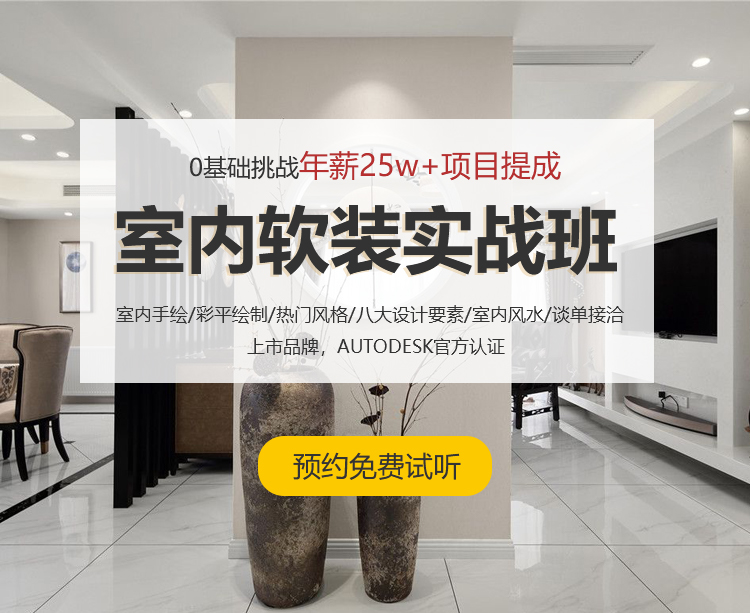 0基础挑战年薪25w+项目提成
室内软装实战班
室内手绘/彩平绘制/热门风格/八大设计要素/室内风水/谈单接洽
上市品牌，AUTODESK官方认证
预约免费试听